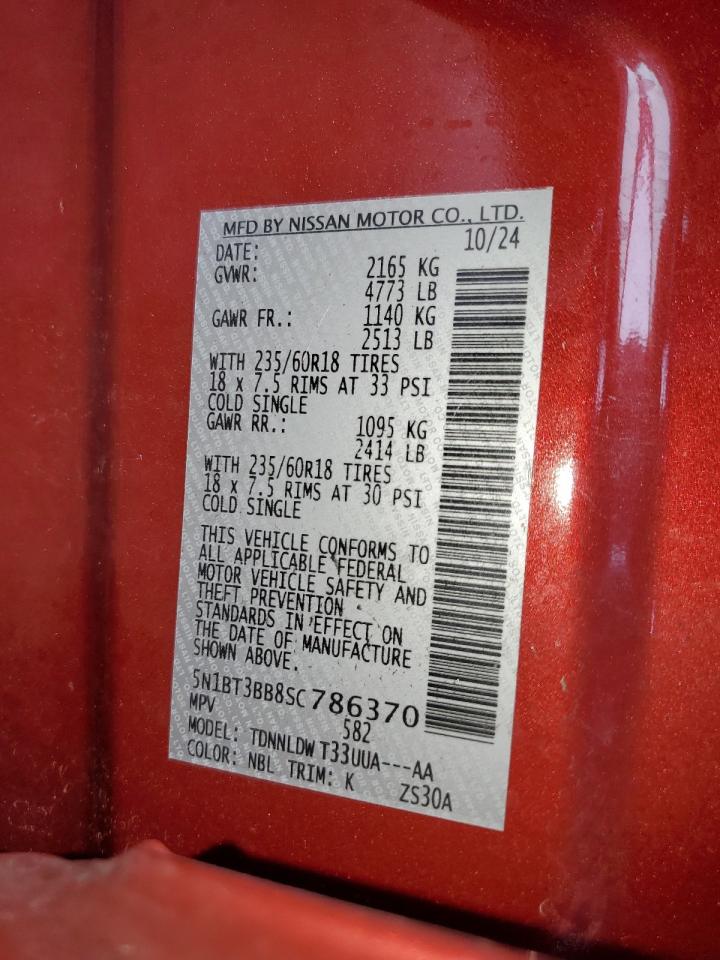 MFD BY NISSAN MOTOR CO., LTD.
DATE: 10/24
GVWR: 2165 KG
4773 LB
GAWR FR.: 1140 KG
2513 LB
WITH 235/60R18 TIRES
18 x 7.5 RIMS AT 33 PSI
COLD SINGLE
GAWR RR.: 1095 KG
2414 LB
WITH 235/60R18 TIRES
18 x 7.5 RIMS AT 30 PSI
COLD SINGLE
THIS VEHICLE CONFORMS TO
ALL APPLICABLE FEDERAL
MOTOR VEHICLE SAFETY AND
THEFT PREVENTION
STANDARDS IN EFFECT ON
THE DATE OF MANUFACTURE
SHOWN ABOVE.
5N1BT3BB8SC786370
MPV 582
MODEL: TDNNLDW T33UUA---AA
COLOR: NBL TRIM: K ZS30A